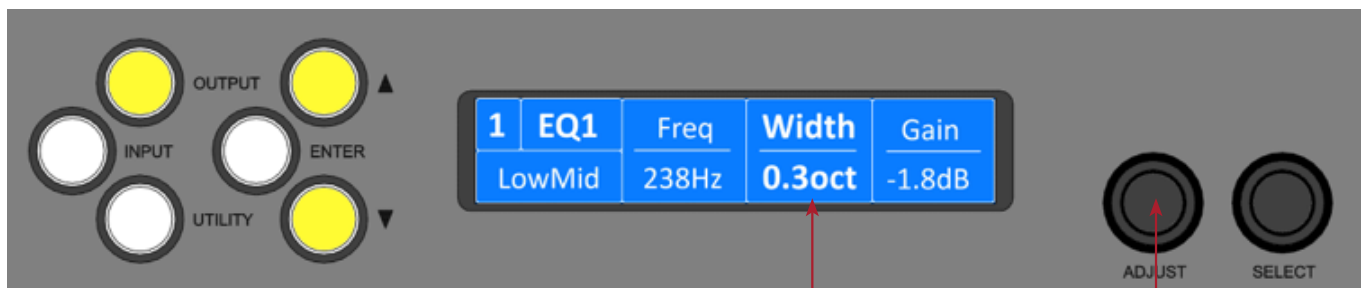 OUTPUT ▲
INPUT ENTER
UTILITY ▼
1 EQ1 Freq Width Gain
LowMid 238Hz 0.3oct -1.8dB
ADJUST SELECT